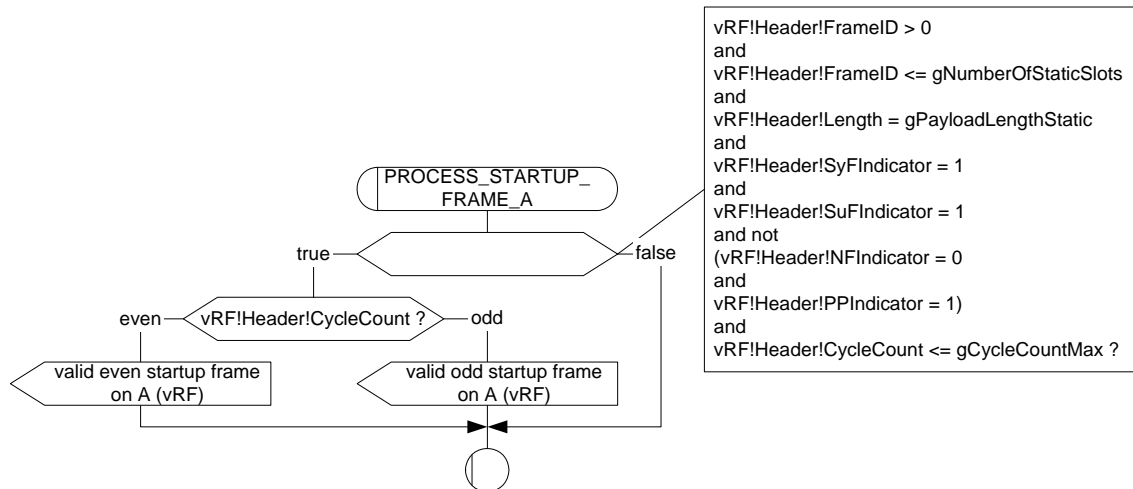 vRF!Header!FrameID > 0
and
vRF!Header!FrameID <= gNumberOfStaticSlots
and
vRF!Header!Length = gPayloadLengthStatic
and
vRF!Header!SyFIndicator = 1
and
vRF!Header!SuFIndicator = 1
and not
(vRF!Header!NFIndicator = 0
and
vRF!Header!PPIndicator = 1)
and
vRF!Header!CycleCount <= gCycleCountMax ?
PROCESS_STARTUP_
FRAME_A
true
false
even
vRF!Header!CycleCount ?
odd
valid even startup frame
on A (vRF)
valid odd startup frame
on A (vRF)